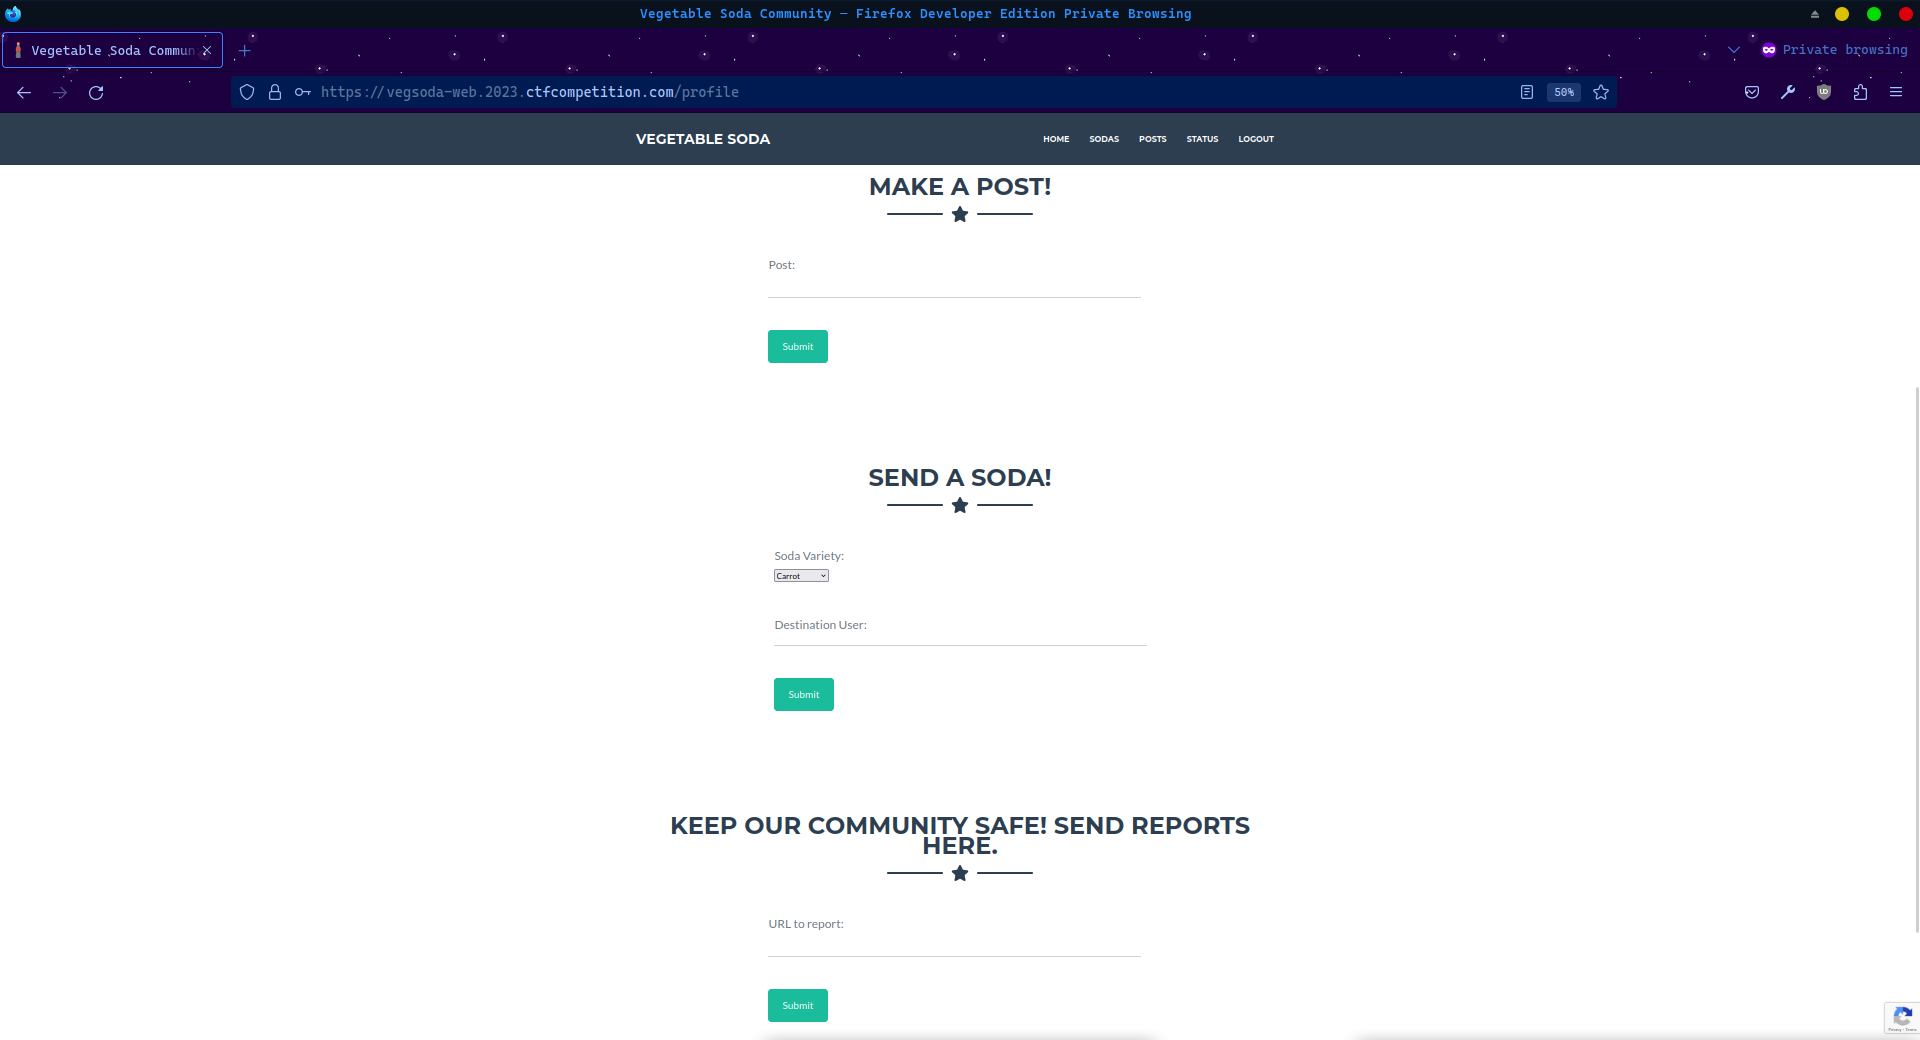 Vegetable Soda Community — Firefox Developer Edition Private Browsing
Vegetable Soda Commun
Private browsing
https://vegsoda-web.2023.ctfcompetition.com/profile
50%
VEGETABLE SODA
HOME SODAS POSTS STATUS LOGOUT
MAKE A POST!
Post:
Submit
SEND A SODA!
Soda Variety:
Carrot
Destination User:
Submit
KEEP OUR COMMUNITY SAFE! SEND REPORTS
HERE.
URL to report:
Submit
Privacy - Terms